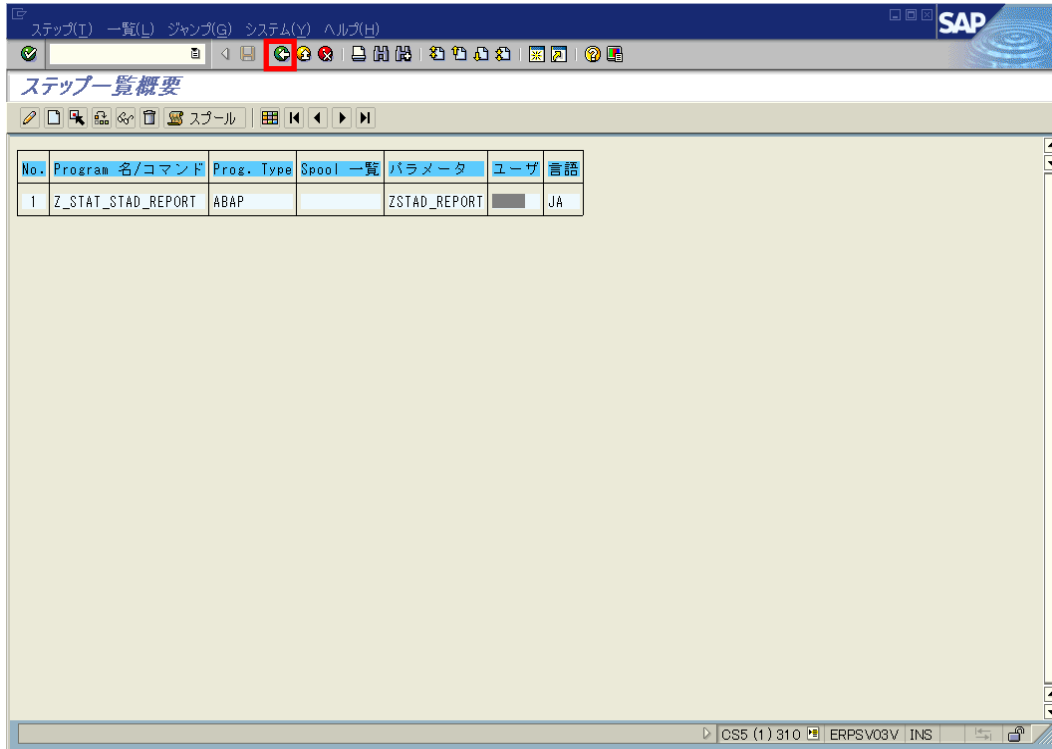 ステップ(T) 一覧(L) ジャンプ(G) システム(Y) ヘルプ(H)
SAP
ステップ一覧概要
スプール
No. Program 名/コマンド Prog. Type Spool 一覧 パラメータ ユーザ 言語
1 Z_STAT_STAD_REPORT ABAP ZSTAD_REPORT JA
CS5 (1) 310 ERPSV03V INS